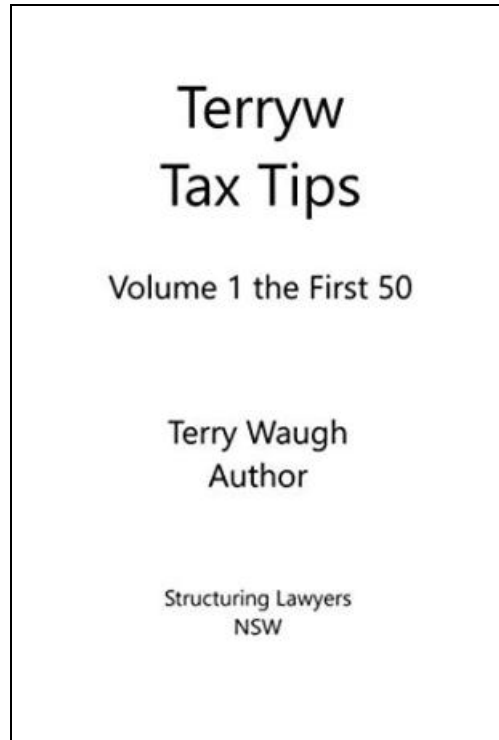 Terryw
Tax Tips
Volume 1 the First 50
Terry Waugh
Author
Structuring Lawyers
NSW